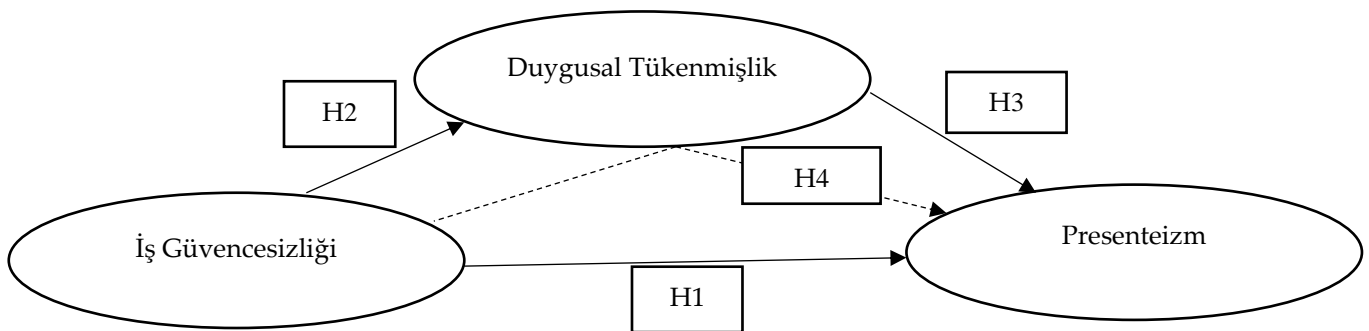 Duygusal Tükenmişlik
H2
H3
H4
İş Güvencesizliği
Presenteizm
H1